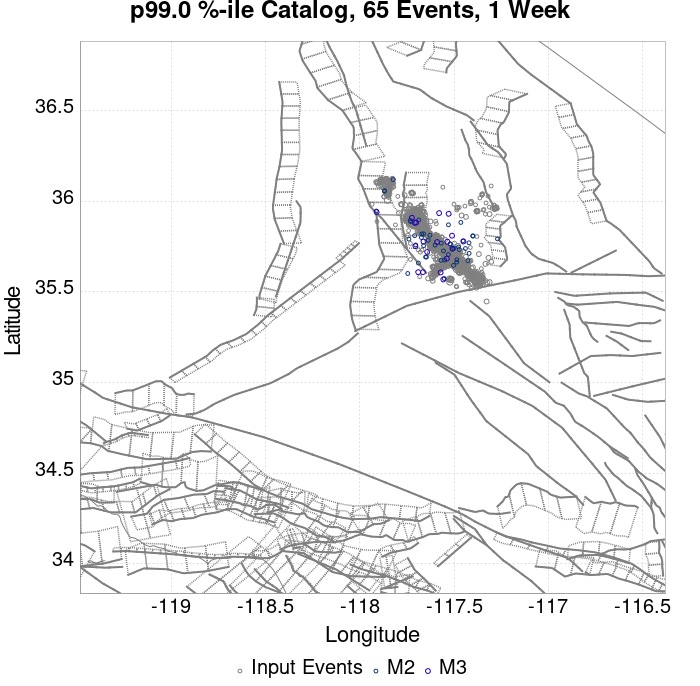 p99.0 %-ile Catalog, 65 Events, 1 Week
36.5
36
35.5
35
34.5
34
Latitude
-119
-118.5
-118
-117.5
-117
-116.5
Longitude
Input Events
M2
M3